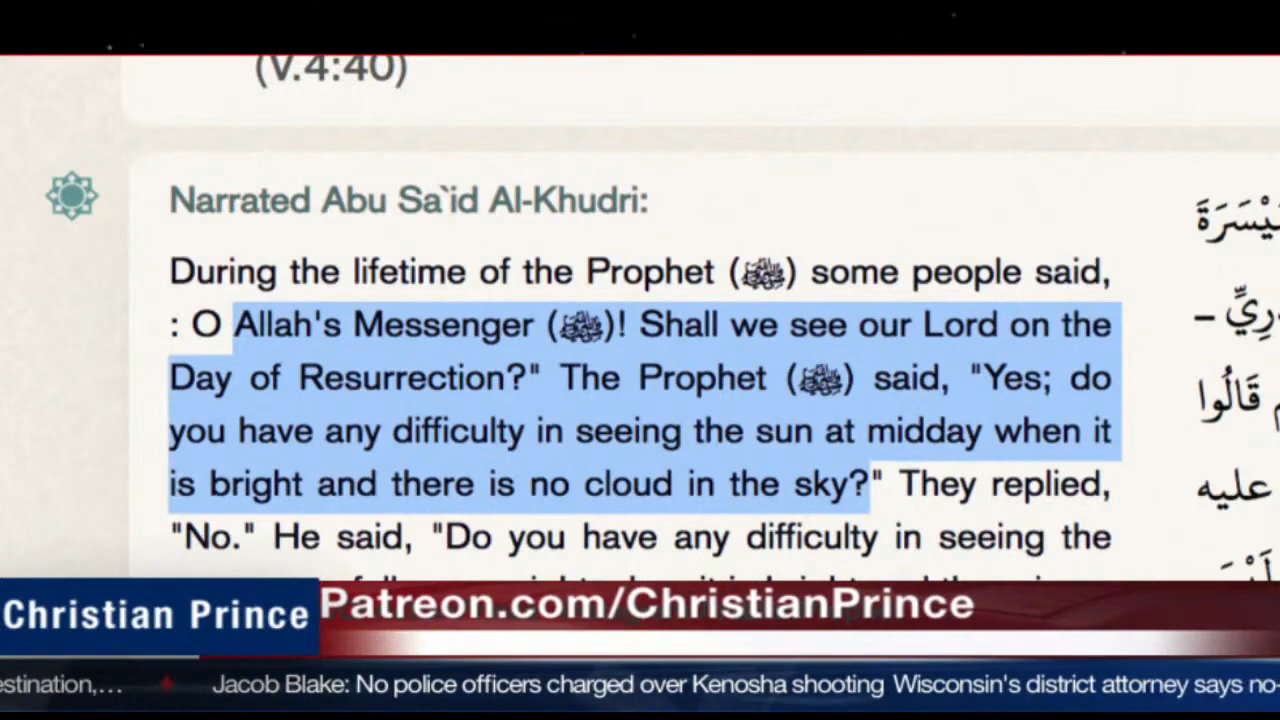 (V.4:40)
Narrated Abu Sa`id Al-Khudri:
During the lifetime of the Prophet (ﷺ) some people said,
: O Allah's Messenger (ﷺ)! Shall we see our Lord on the
Day of Resurrection?" The Prophet (ﷺ) said, "Yes; do
you have any difficulty in seeing the sun at midday when it
is bright and there is no cloud in the sky?" They replied,
"No." He said, "Do you have any difficulty in seeing the
قَالُوا
عليه
Christian Prince
Patreon.com/ChristianPrince
estination,… Jacob Blake: No police officers charged over Kenosha shooting Wisconsin's district attorney says no-